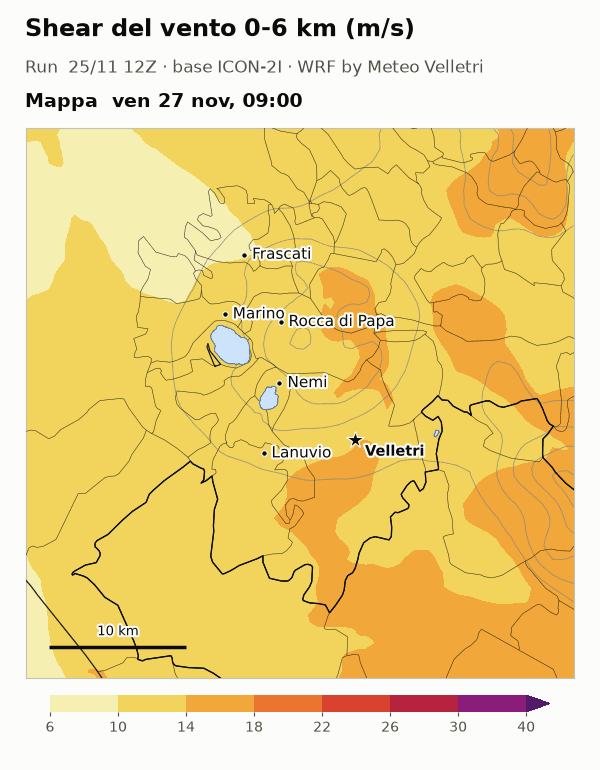 Shear del vento 0-6 km (m/s)
Run  25/11 12Z · base ICON-2I · WRF by Meteo Velletri
Mappa  ven 27 nov, 09:00
Frascati
Marino
Rocca di Papa
Nemi
Velletri
Lanuvio
10 km
6 10 14 18 22 26 30 40